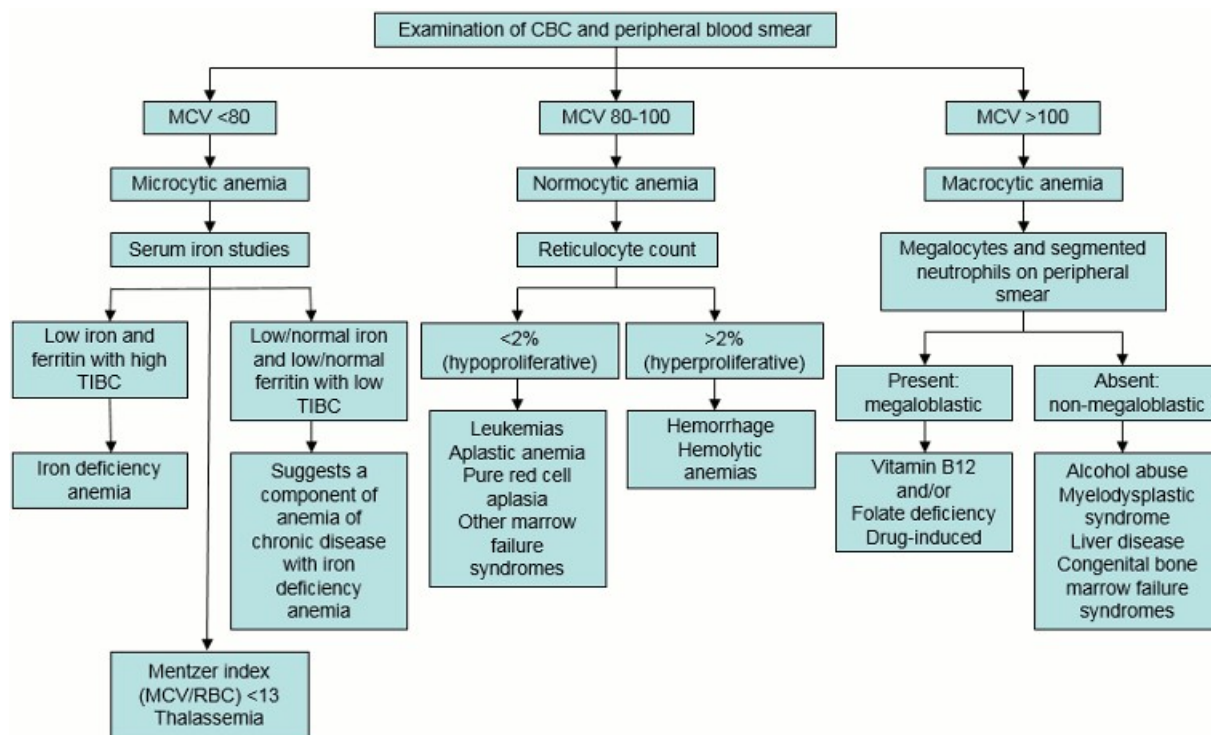 Examination of CBC and peripheral blood smear
MCV <80
MCV 80-100
MCV >100
Microcytic anemia
Normocytic anemia
Macrocytic anemia
Serum iron studies
Reticulocyte count
Megalocytes and segmented
neutrophils on peripheral
smear
Low iron and
ferritin with high
TIBC
Low/normal iron
and low/normal
ferritin with low
TIBC
<2%
(hypoproliferative)
>2%
(hyperproliferative)
Present:
megaloblastic
Absent:
non-megaloblastic
Iron deficiency
anemia
Suggests a
component of
anemia of
chronic disease
with iron
deficiency
anemia
Leukemias
Aplastic anemia
Pure red cell
aplasia
Other marrow
failure
syndromes
Hemorrhage
Hemolytic
anemias
Vitamin B12
and/or
Folate deficiency
Drug-induced
Alcohol abuse
Myelodysplastic
syndrome
Liver disease
Congenital bone
marrow failure
syndromes
Mentzer index
(MCV/RBC) <13
Thalassemia